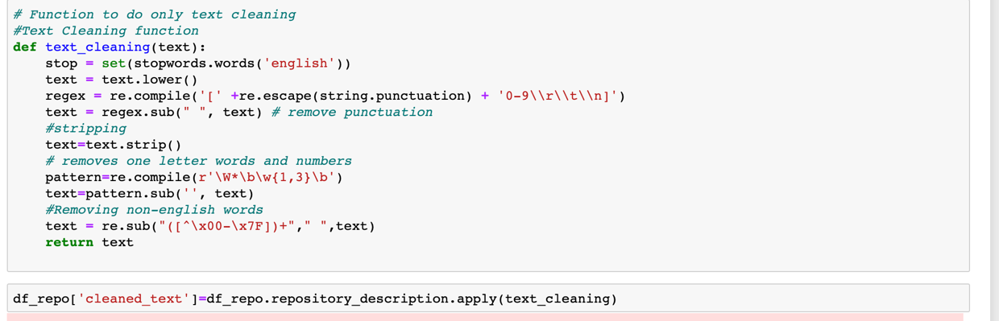 # Function to do only text cleaning
#Text Cleaning function
def text_cleaning(text):
    stop = set(stopwords.words('english'))
    text = text.lower()
    regex = re.compile('[' +re.escape(string.punctuation) + '0-9\\r\\t\\n]')
    text = regex.sub(" ", text) # remove punctuation
    #stripping
    text=text.strip()
    # removes one letter words and numbers
    pattern=re.compile(r'\W*\b\w{1,3}\b')
    text=pattern.sub('', text)
    #Removing non-english words
    text = re.sub("([^\x00-\x7F])+"," ",text)
    return text
df_repo['cleaned_text']=df_repo.repository_description.apply(text_cleaning)